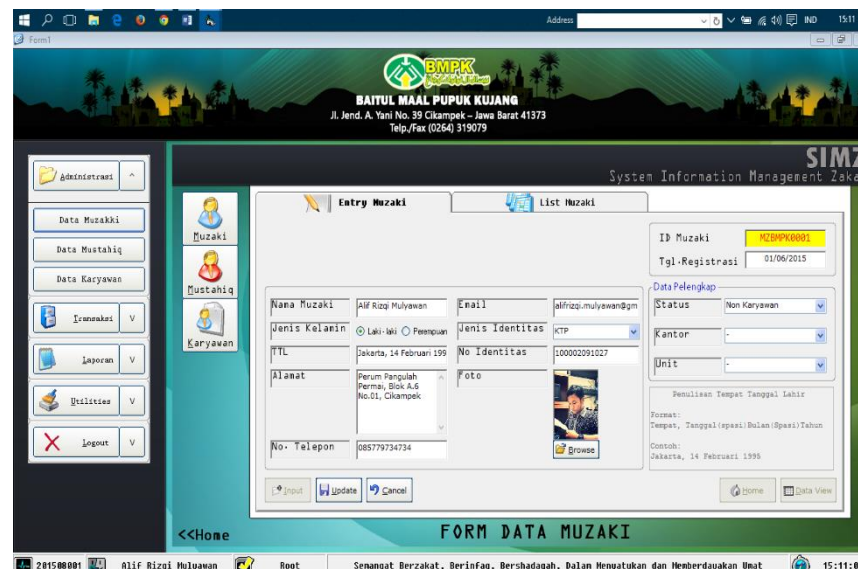 Address
IND
15:11
Form1
BMPK
BAITUL MAAL PUPUK KUJANG
Jl. Jend. A. Yani No. 39 Cikampek – Jawa Barat 41373
Telp./Fax (0264) 319079
SIMZ
System Information Management Zaka
Administrasi
^
Data Muzakki
Data Mustahiq
Data Karyawan
Transaksi
V
Laporan
V
Utilities
V
Logout
V
Muzaki
Mustahiq
Karyawan
Entry Muzaki
List Muzaki
ID Muzaki
MZBMPK0001
Tgl.Registrasi
01/06/2015
Nama Muzaki
Alif Rizqi Mulyawan
Jenis Kelamin
Laki - laki
Perempuan
TTL
Jakarta, 14 Februari 199
Alamat
Perum Pangulah
Permai, Blok A.6
No.01, Cikampek
No. Telepon
085779734734
Email
alifrizqi.mulyawan@gm
Jenis Identitas
KTP
No Identitas
100002091027
Foto
Browse
Data Pelengkap
Status
Non Karyawan
Kantor
-
Unit
-
Penulisan Tempat Tanggal Lahir
Format:
Tempat, Tanggal(spasi)Bulan(Spasi)Tahun
Contoh:
Jakarta, 14 Februari 1995
Input
Update
Cancel
Home
Data View
<<Home
FORM DATA MUZAKI
201508001
Alif Rizqi Mulyawan
Root
Semangat Berzakat, Berinfaq, Bershadaqah, Dalam Menyatukan dan Memberdayakan Umat
15:11:0